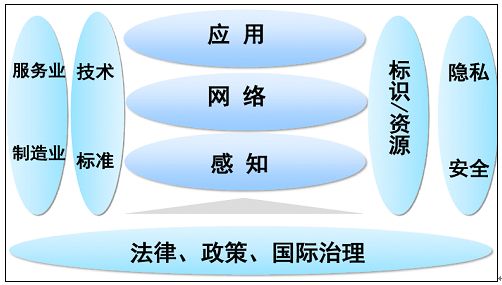 服务业
制造业
技术
标准
应 用
网 络
感 知
标识/资源
隐私
安全
法律、政策、国际治理